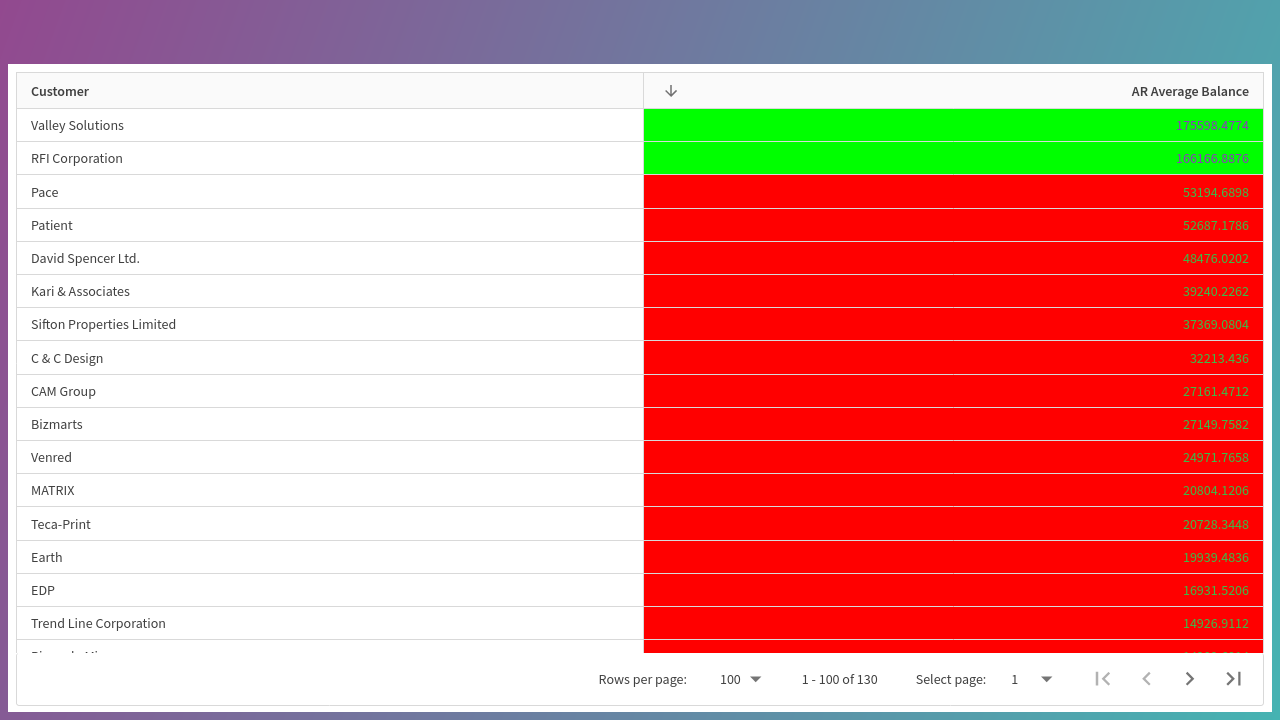 Customer AR Average Balance
Valley Solutions 175598.4774
RFI Corporation 166166.8876
Pace 53194.6898
Patient 52687.1786
David Spencer Ltd. 48476.0202
Kari & Associates 39240.2262
Sifton Properties Limited 37369.0804
C & C Design 32213.436
CAM Group 27161.4712
Bizmarts 27149.7582
Venred 24971.7658
MATRIX 20804.1206
Teca-Print 20728.3448
Earth 19939.4836
EDP 16931.5206
Trend Line Corporation 14926.9112
Rows per page: 100 1 - 100 of 130 Select page: 1